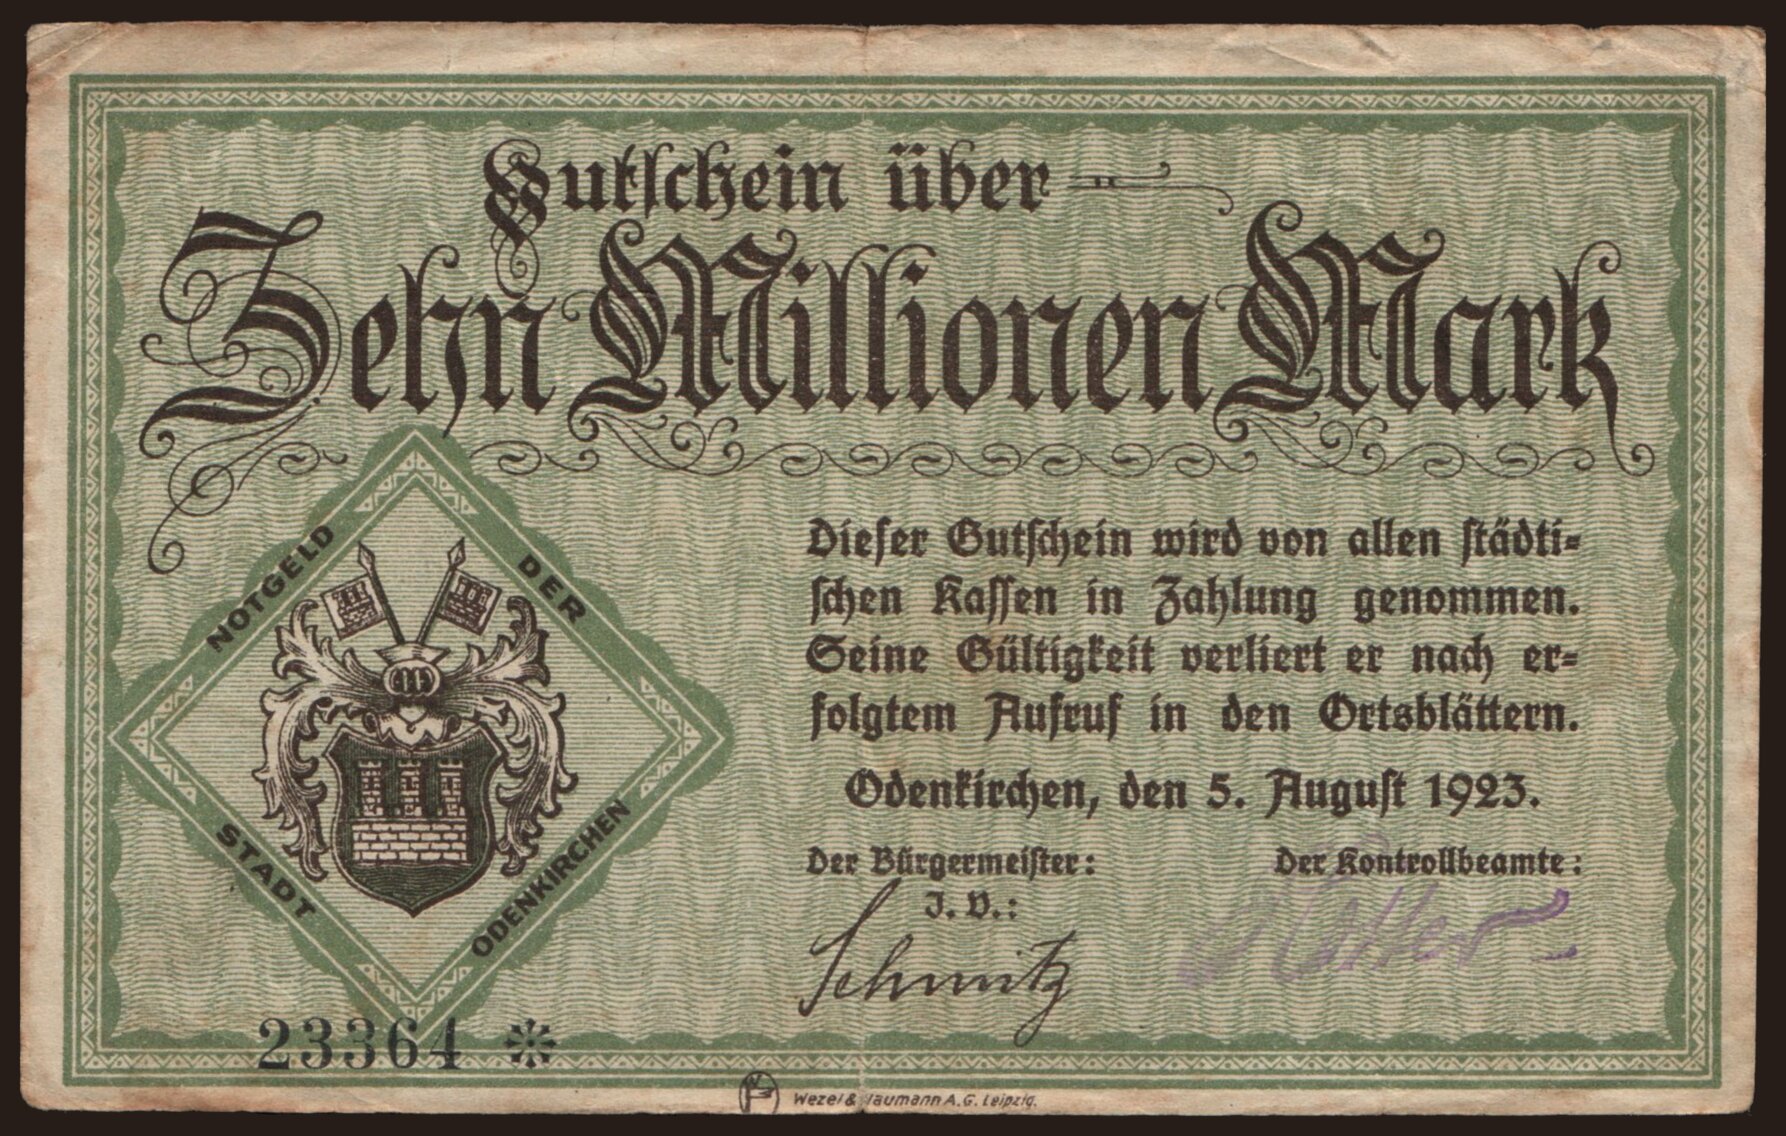 Gutschein über
Zehn Millionen Mark
NOTGELD DER
STADT ODENKIRCHEN
Dieser Gutschein wird von allen städti=
schen Kassen in Zahlung genommen.
Seine Gültigkeit verliert er nach er=
folgtem Aufruf in den Ortsblättern.
Odenkirchen, den 5. August 1923.
Der Bürgermeister: Der Kontrollbeamte:
J. V.:
Schmitz
23364 *
Wezel & Naumann A.G. Leipzig.